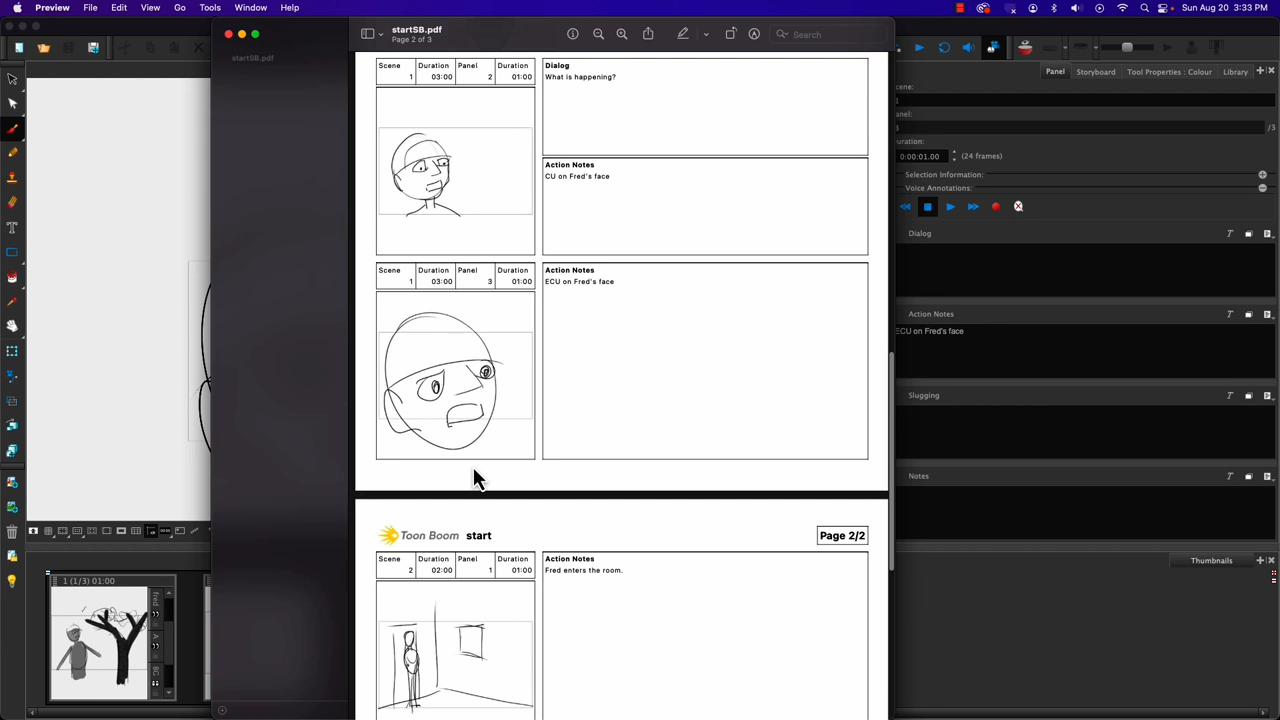 Preview File Edit View Go Tools Window Help Sun Aug 20 3:33 PM
startSB.pdf
Page 2 of 3
Search
startSB.pdf
Scene Duration Panel Duration
1 03:00 2 01:00
Dialog
What is happening?
Action Notes
CU on Fred's face
Scene Duration Panel Duration
1 03:00 3 01:00
Action Notes
ECU on Fred's face
Toon Boom start
Page 2/2
Scene Duration Panel Duration
2 02:00 1 01:00
Action Notes
Fred enters the room.
Panel Storyboard Tool Properties : Colour Library
/3
0:00:01.00 (24 frames)
Selection Information:
Voice Annotations:
Dialog
Action Notes
ECU on Fred's face
Slugging
Notes
Thumbnails
1 (1/3) 01:00
fred
A
BG